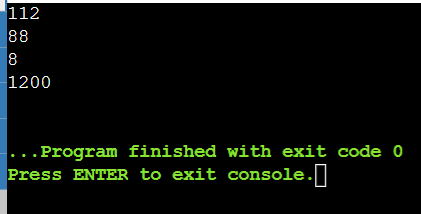 112
88
8
1200
...Program finished with exit code 0
Press ENTER to exit console.